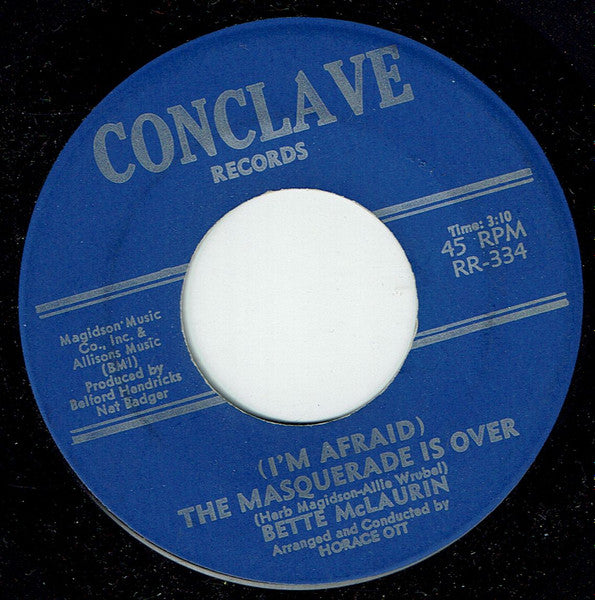 CONCLAVE
RECORDS
Time: 3:10
45 RPM
RR-334
Magidson Music
Co., Inc. &
Allisons Music
(BMI)
Produced by
Belford Hendricks
Nat Badger
(I'M AFRAID)
THE MASQUERADE IS OVER
(Herb Magidson-Allie Wrubel)
BETTE McLAURIN
Arranged and Conducted by
HORACE OTT